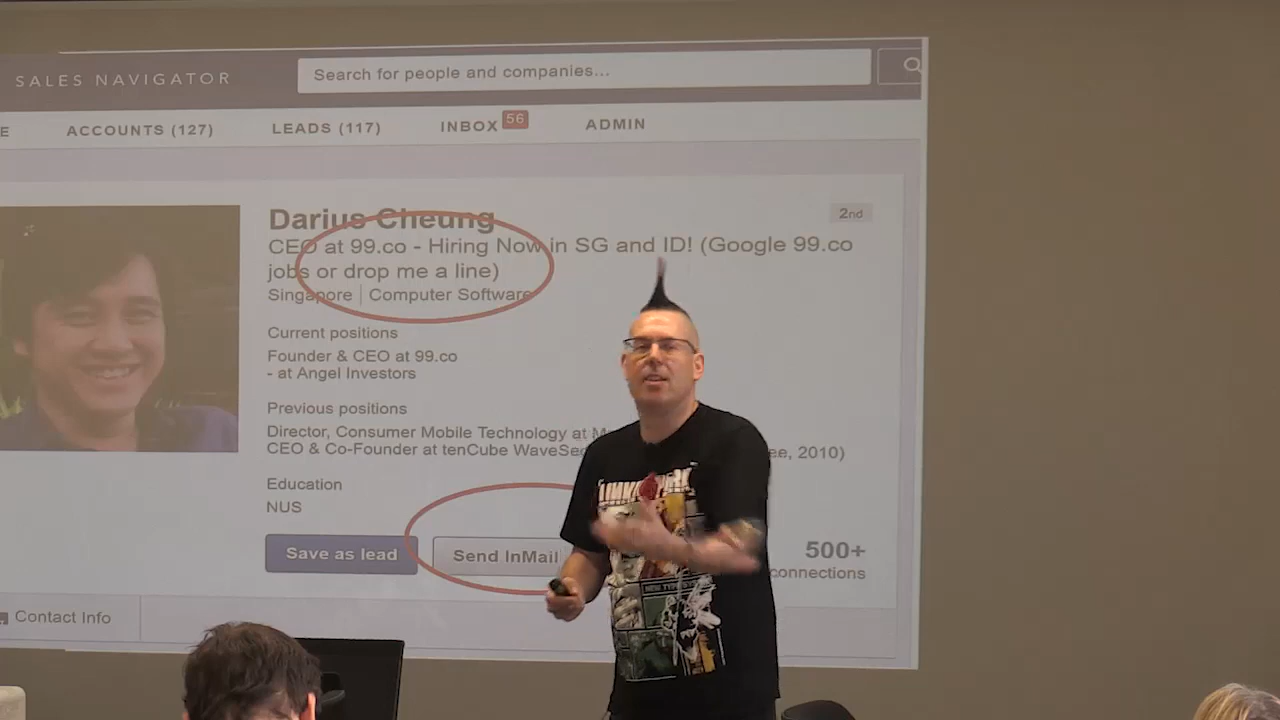 SALES NAVIGATOR
Search for people and companies...
E
ACCOUNTS (127)
LEADS (117)
INBOX
56
ADMIN
Darius Cheung
2nd
CEO at 99.co - Hiring Now in SG and ID! (Google 99.co
jobs or drop me a line)
Singapore | Computer Software
Current positions
Founder & CEO at 99.co
- at Angel Investors
Previous positions
Director, Consumer Mobile Technology at M
CEO & Co-Founder at tenCube WaveSec ee, 2010)
Education
NUS
Save as lead
Send InMail
500+
connections
Contact Info